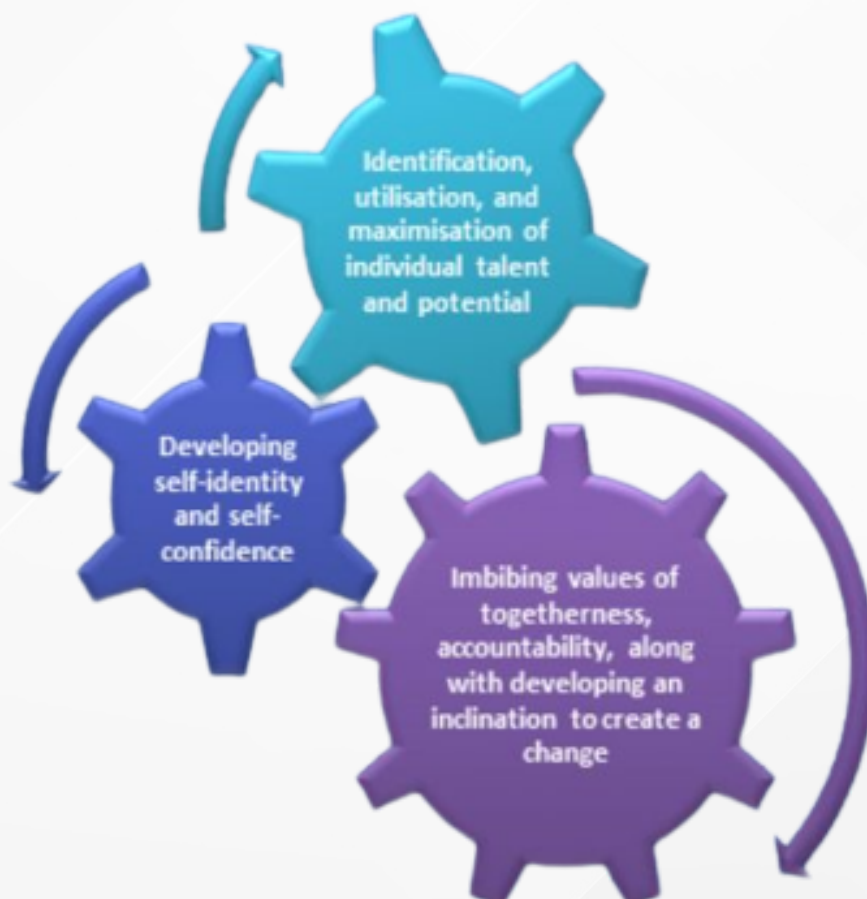 Identification,
utilisation, and
maximisation of
individual talent
and potential
Developing
self-identity
and self-
confidence
Imbibing values of
togetherness,
accountability, along
with developing an
inclination to create a
change